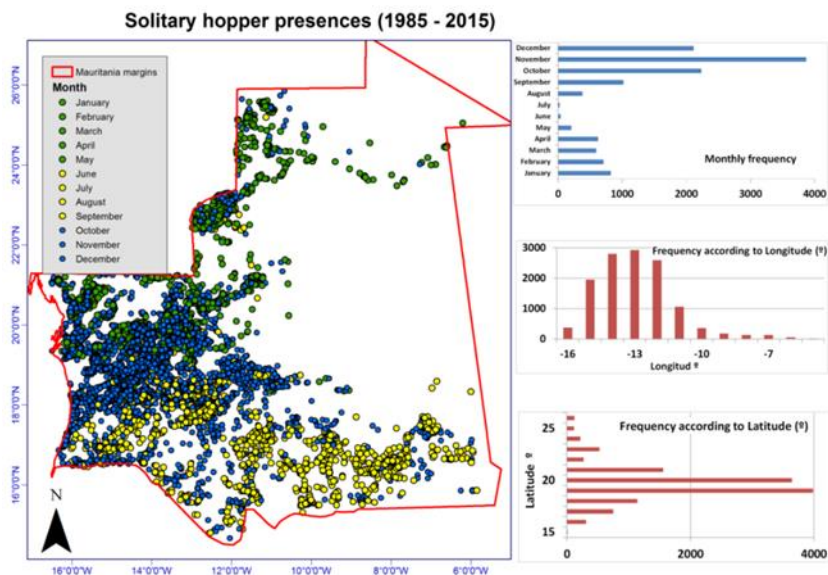 Solitary hopper presences (1985 - 2015)
26°0'0"N
24°0'0"N
22°0'0"N
20°0'0"N
18°0'0"N
16°0'0"N
Mauritania margins
Month
January
February
March
April
May
June
July
August
September
October
November
December
N
16°0'0"W
14°0'0"W
12°0'0"W
10°0'0"W
8°0'0"W
6°0'0"W
December
November
October
September
August
July
June
May
April
March
February
January
Monthly frequency
0 1000 2000 3000 4000
Frequency according to Longitude (º)
3000
2000
1000
0
-16 -13 -10 -7
Longitud º
Frequency according to Latitude (º)
25
20
15
Latitude º
0 2000 4000